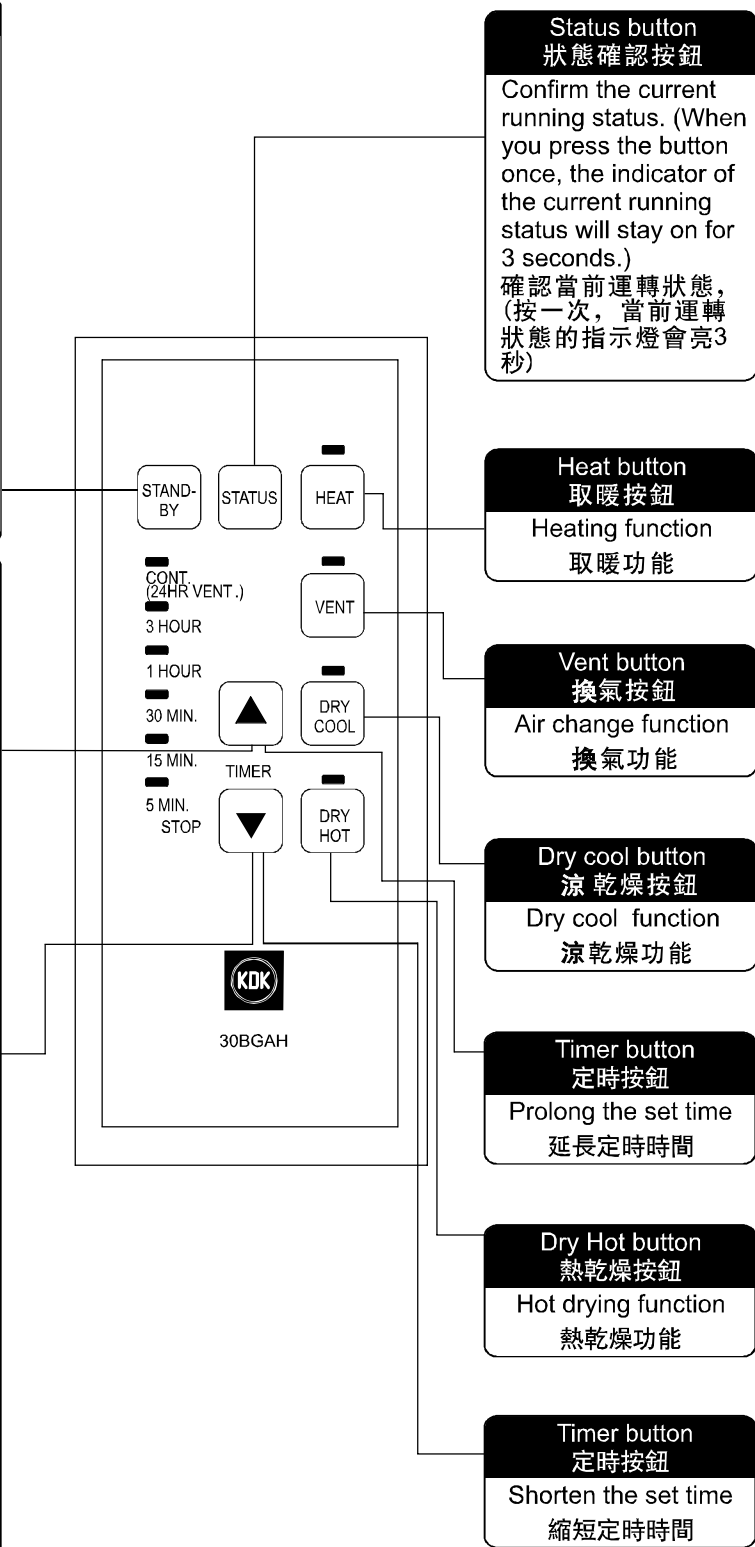 Status button
狀態確認按鈕
Confirm the current
running status. (When
you press the button
once, the indicator of
the current running
status will stay on for
3 seconds.)
確認當前運轉狀態，
(按一次，當前運轉
狀態的指示燈會亮3
秒)
STAND-
BY
STATUS
HEAT
Heat button
取暖按鈕
Heating function
取暖功能
CONT.
(24HR VENT.)
3 HOUR
1 HOUR
30 MIN.
15 MIN.
5 MIN.
STOP
VENT
▲
TIMER
▼
DRY
COOL
DRY
HOT
Vent button
換氣按鈕
Air change function
換氣功能
Dry cool button
涼乾燥按鈕
Dry cool function
涼乾燥功能
KDK
30BGAH
Timer button
定時按鈕
Prolong the set time
延長定時時間
Dry Hot button
熱乾燥按鈕
Hot drying function
熱乾燥功能
Timer button
定時按鈕
Shorten the set time
縮短定時時間